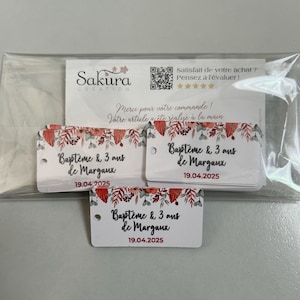 Sakura
CREATION
Satisfait de votre achat ?
Pensez à l'évaluer !
Merci pour votre commande !
Votre article a été réalisé à la main
Baptême & 3 ans
de Margaux
19.04.2025
Baptême & 3 ans
de Margaux
19.04.2025
Baptême & 3 ans
de Margaux
19.04.2025